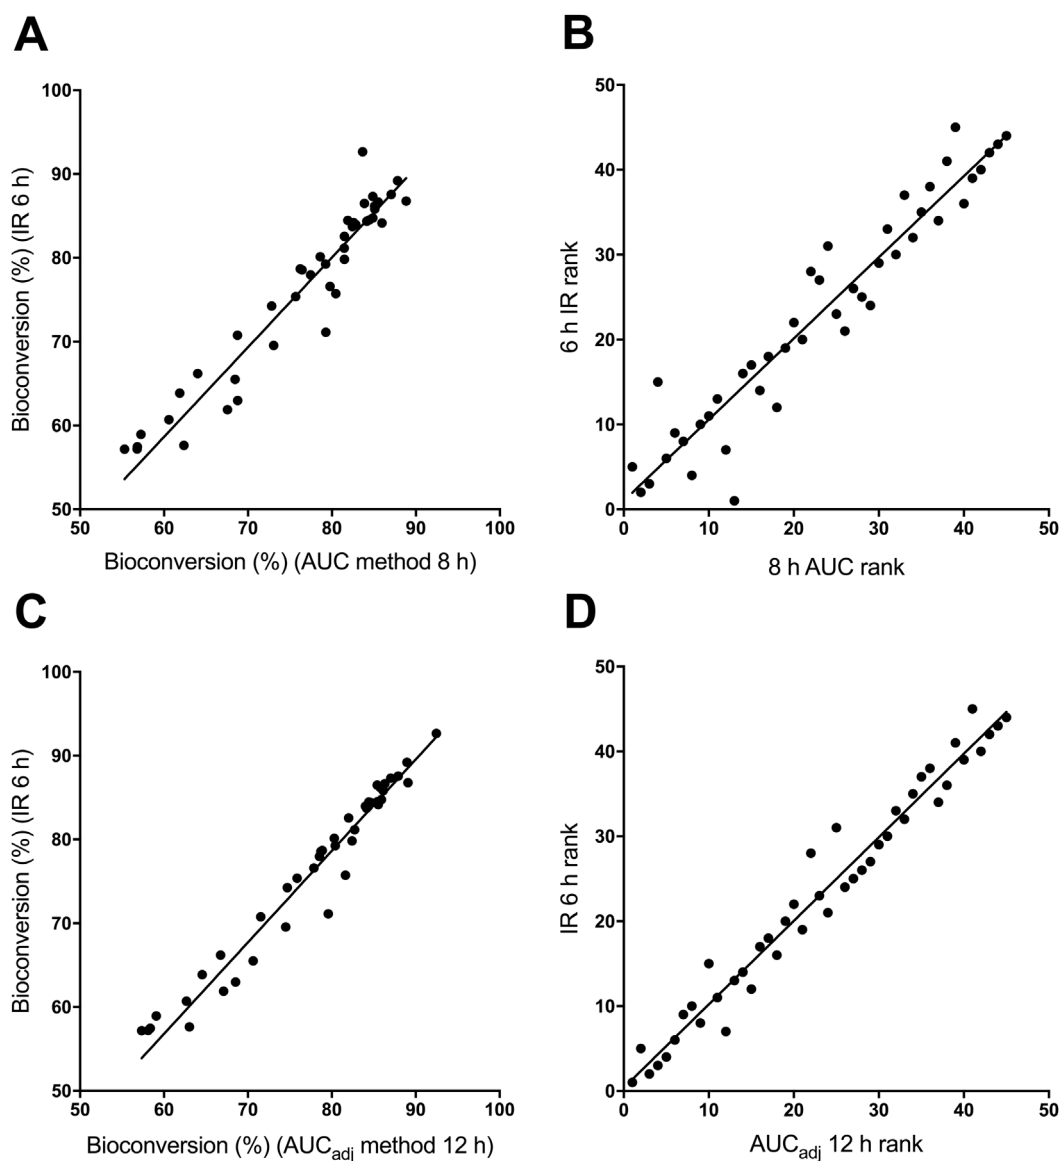 A
100
90
80
70
60
50
50 60 70 80 90 100
Bioconversion (%) (IR 6 h)
Bioconversion (%) (AUC method 8 h)
B
50
40
30
20
10
0
0 10 20 30 40 50
6 h IR rank
8 h AUC rank
C
100
90
80
70
60
50
50 60 70 80 90 100
Bioconversion (%) (IR 6 h)
Bioconversion (%) (AUCadj method 12 h)
D
50
40
30
20
10
0
0 10 20 30 40 50
IR 6 h rank
AUCadj 12 h rank